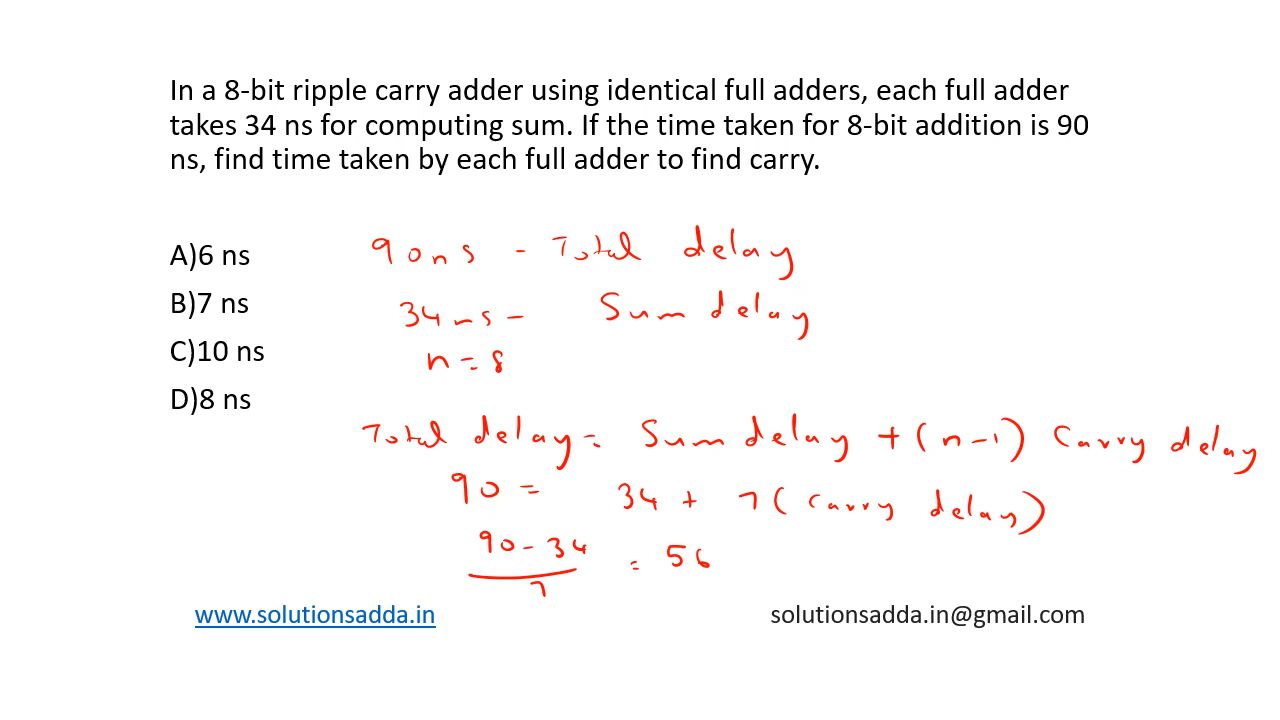 In a 8-bit ripple carry adder using identical full adders, each full adder
takes 34 ns for computing sum. If the time taken for 8-bit addition is 90
ns, find time taken by each full adder to find carry.
A)6 ns
B)7 ns
C)10 ns
D)8 ns
90ns - Total delay
34ns - Sum delay
n = 8
Total delay = Sum delay + (n-1) Carry delay
90 = 34 + 7 (Carry delay)
90 - 34
7
= 56
www.solutionsadda.in
solutionsadda.in@gmail.com